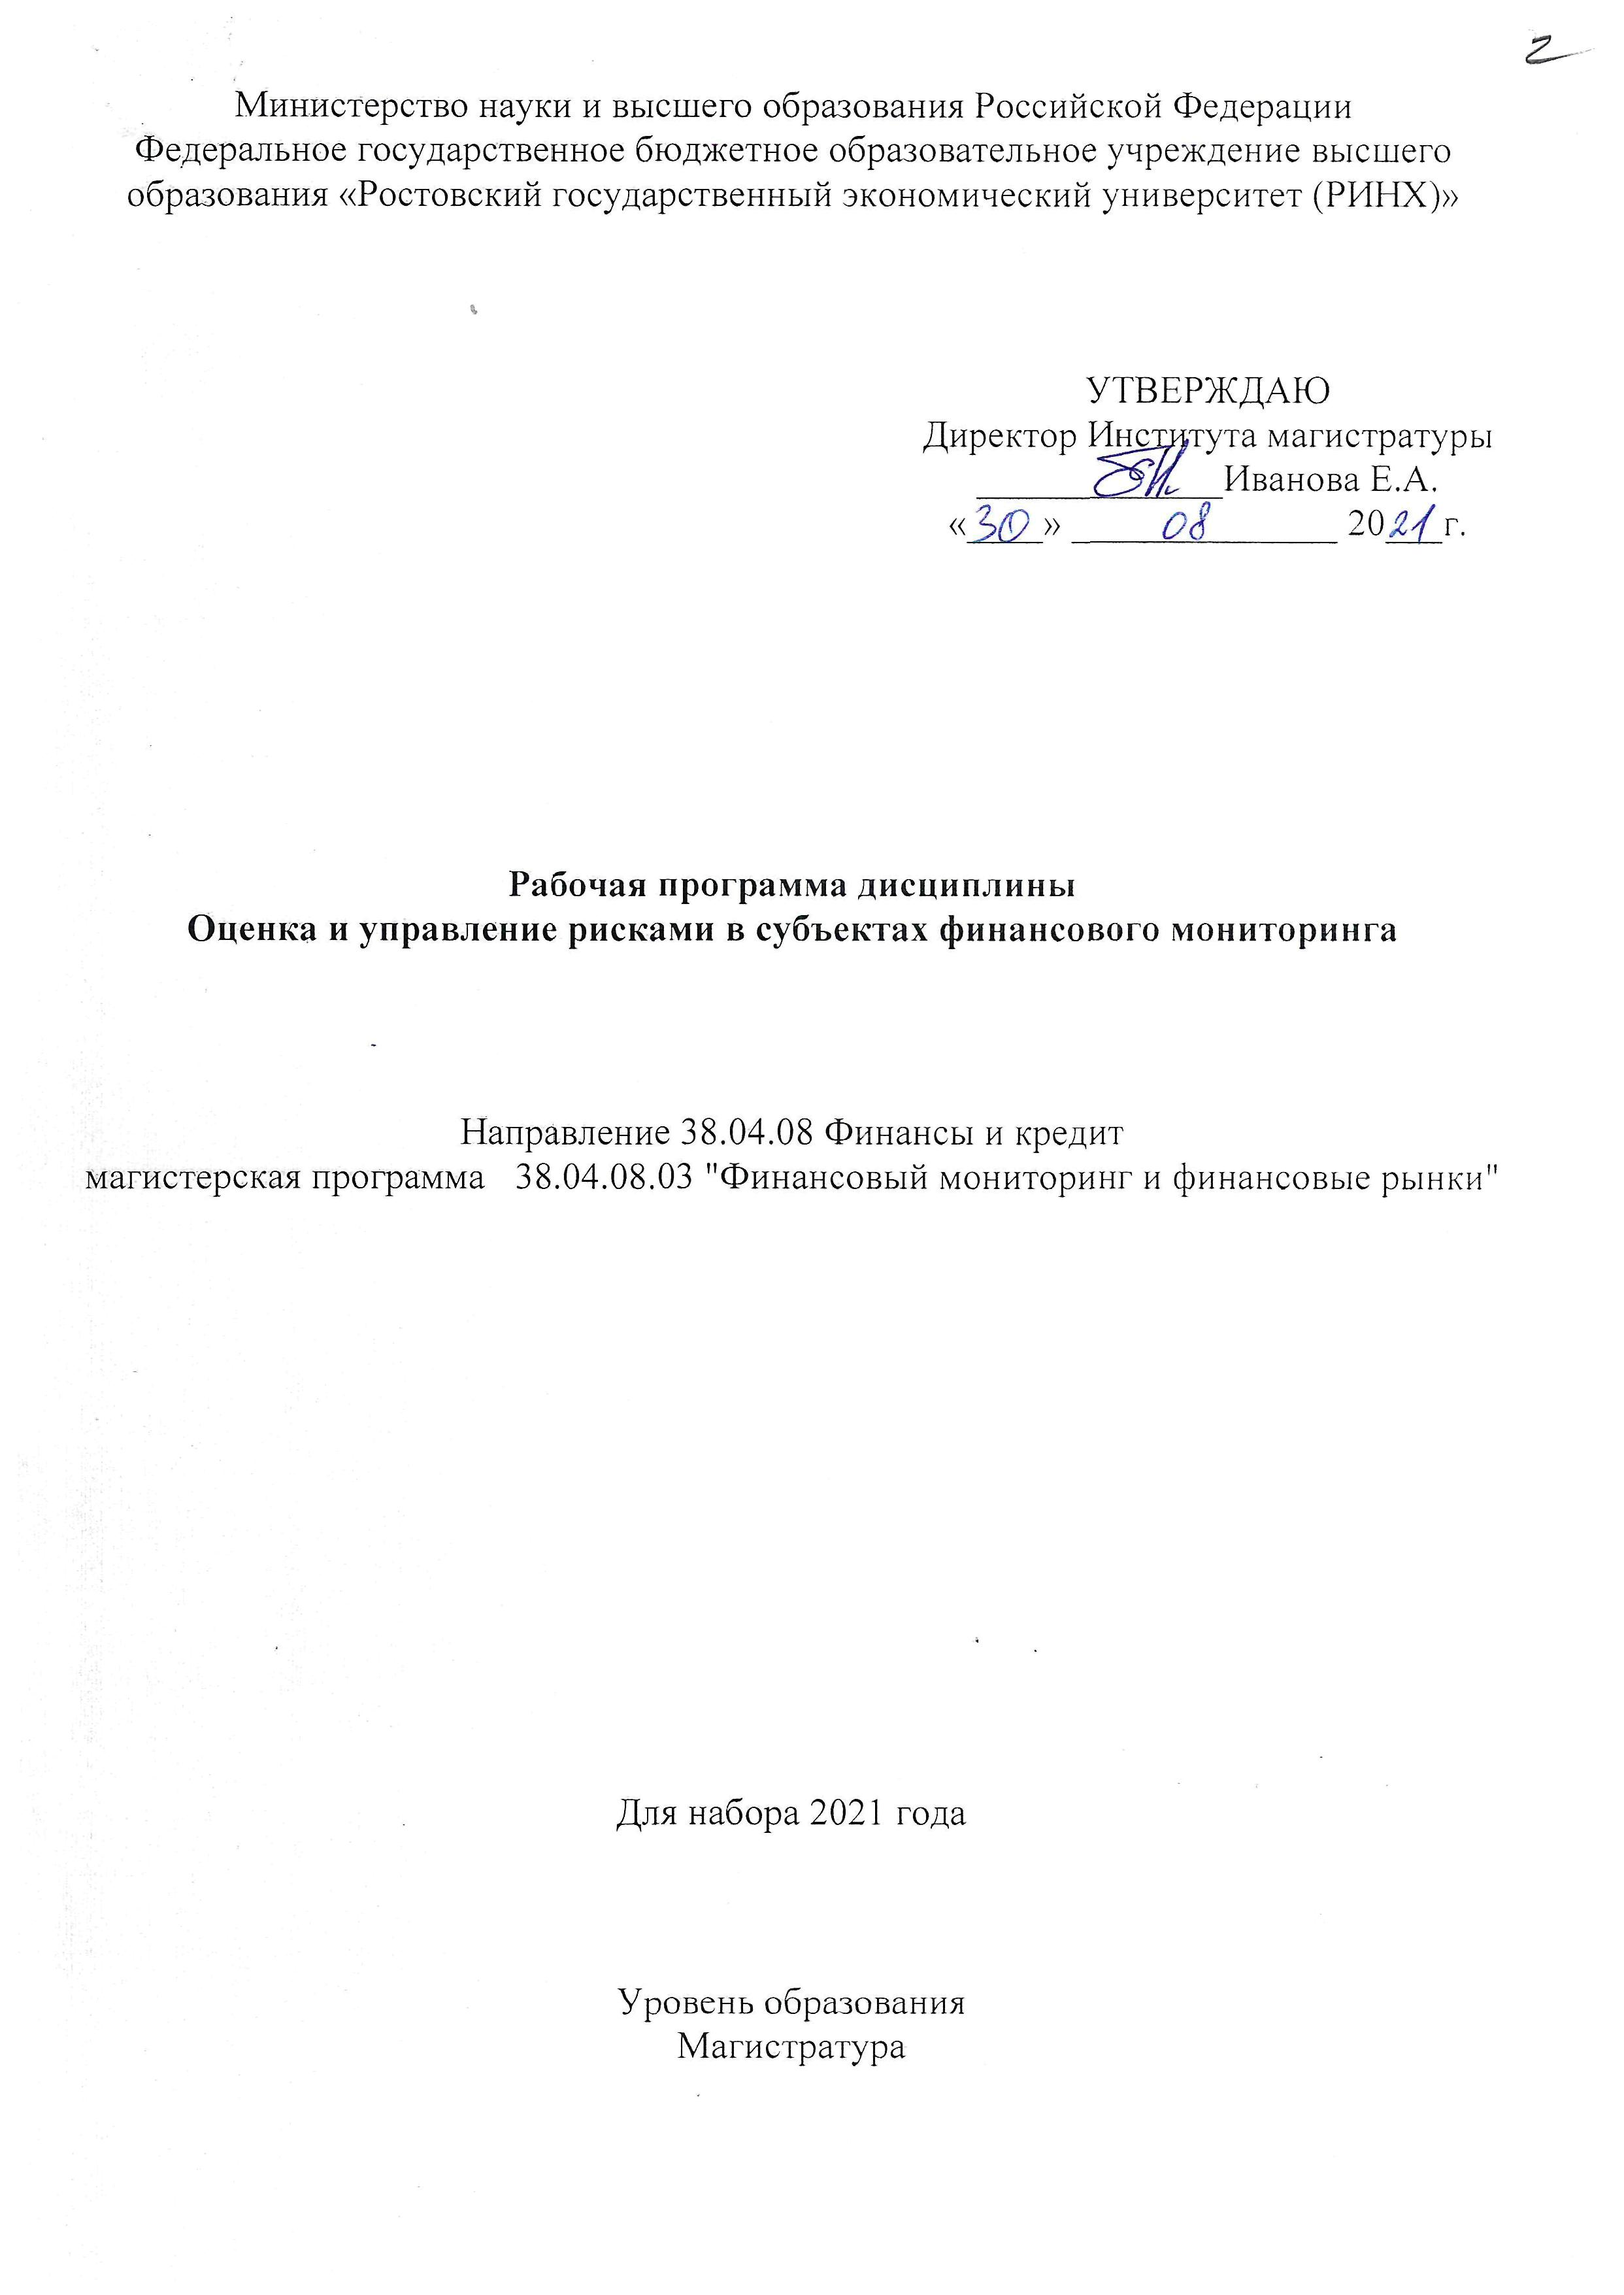 2
Министерство науки и высшего образования Российской Федерации
Федеральное государственное бюджетное образовательное учреждение высшего
образования «Ростовский государственный экономический университет (РИНХ)»
УТВЕРЖДАЮ
Директор Института магистратуры
Иванова Е.А.
«30» 08 2021г.
Рабочая программа дисциплины
Оценка и управление рисками в субъектах финансового мониторинга
Направление 38.04.08 Финансы и кредит
магистерская программа 38.04.08.03 "Финансовый мониторинг и финансовые рынки"
Для набора 2021 года
Уровень образования
Магистратура